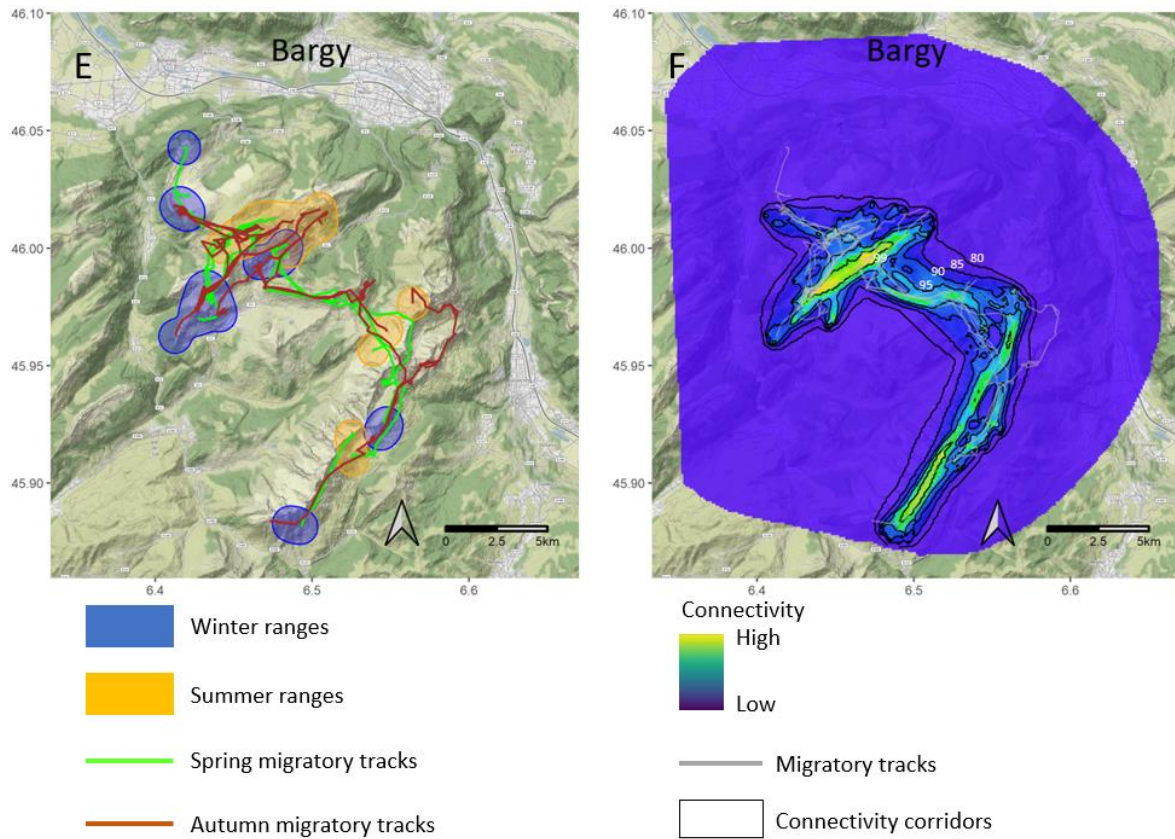 46.10
46.05
46.00
45.95
45.90
E
Bargy
0 2.5 5km
6.4 6.5 6.6
46.10
46.05
46.00
45.95
45.90
F
Bargy
99 95 90 85 80
0 2.5 5km
6.4 6.5 6.6
Winter ranges
Summer ranges
Spring migratory tracks
Autumn migratory tracks
Connectivity
High
Low
Migratory tracks
Connectivity corridors